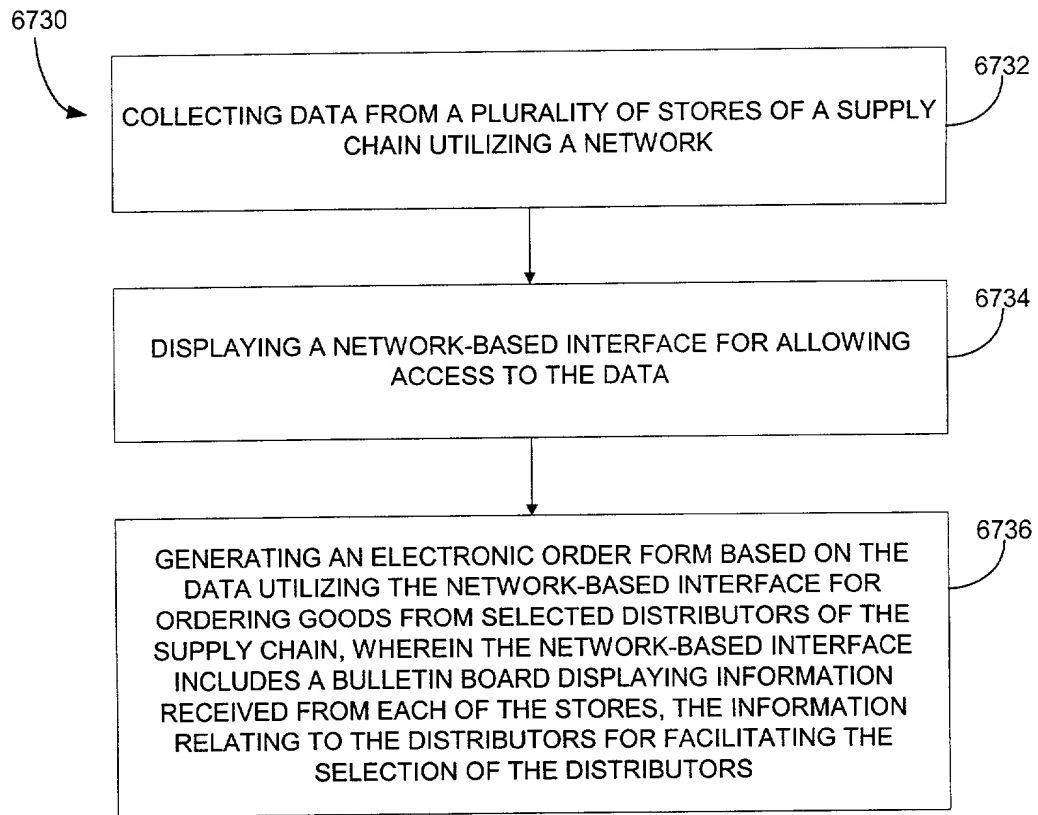 6730
6732
COLLECTING DATA FROM A PLURALITY OF STORES OF A SUPPLY
CHAIN UTILIZING A NETWORK
6734
DISPLAYING A NETWORK-BASED INTERFACE FOR ALLOWING
ACCESS TO THE DATA
6736
GENERATING AN ELECTRONIC ORDER FORM BASED ON THE
DATA UTILIZING THE NETWORK-BASED INTERFACE FOR
ORDERING GOODS FROM SELECTED DISTRIBUTORS OF THE
SUPPLY CHAIN, WHEREIN THE NETWORK-BASED INTERFACE
INCLUDES A BULLETIN BOARD DISPLAYING INFORMATION
RECEIVED FROM EACH OF THE STORES, THE INFORMATION
RELATING TO THE DISTRIBUTORS FOR FACILITATING THE
SELECTION OF THE DISTRIBUTORS